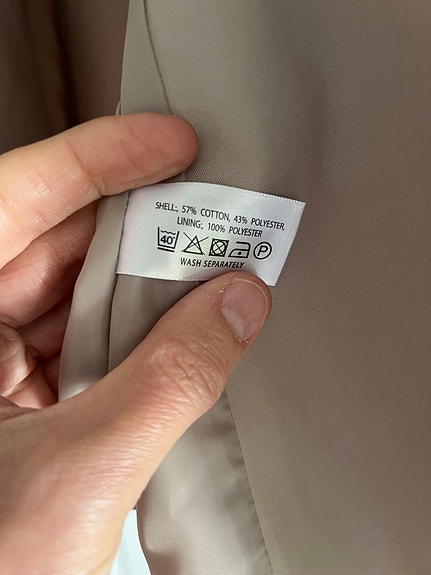 SHELL:, 57% COTTON, 43% POLYESTER,
LINING:, 100% POLYESTER
40° P
WASH SEPARATELY